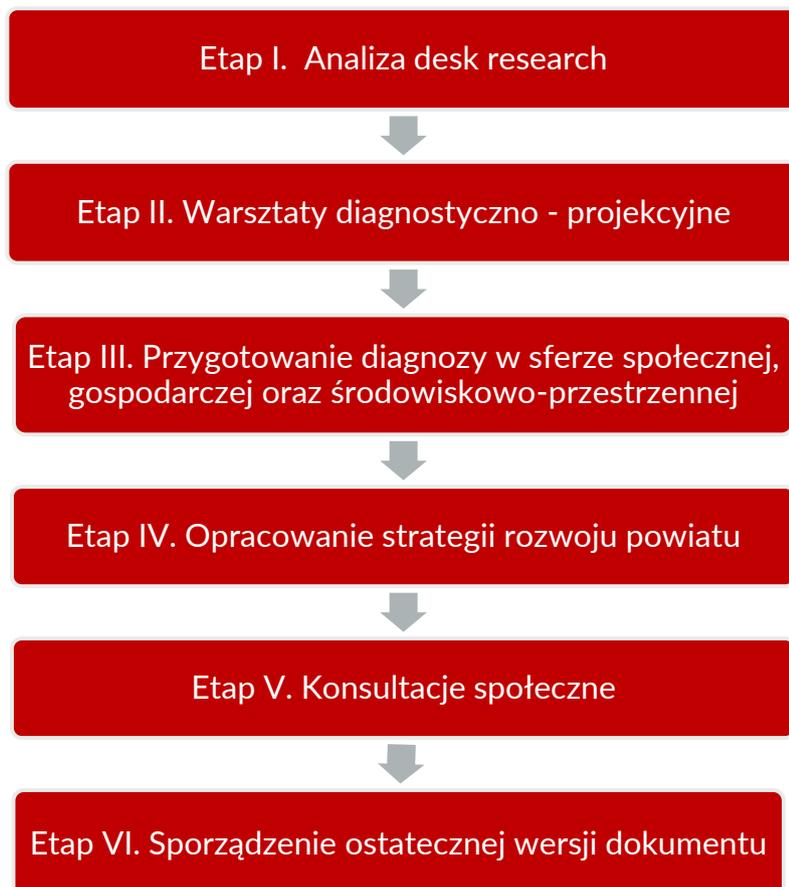 Etap I.  Analiza desk research
Etap II. Warsztaty diagnostyczno - projekcyjne
Etap III. Przygotowanie diagnozy w sferze społecznej,
gospodarczej oraz środowiskowo-przestrzennej
Etap IV. Opracowanie strategii rozwoju powiatu
Etap V. Konsultacje społeczne
Etap VI. Sporządzenie ostatecznej wersji dokumentu